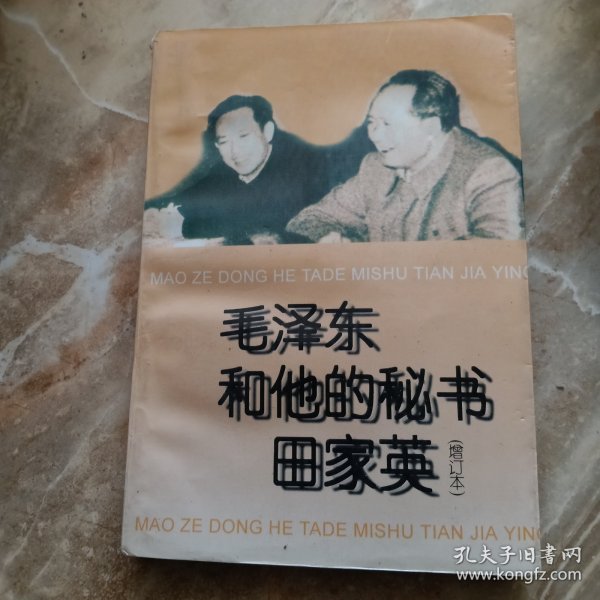 MAO ZE DONG HE TADE MISHU TIAN JIA YING
毛泽东
和他的秘书
田家英
(增订本)
MAO ZE DONG HE TADE MISHU TIAN JIA YING
孔夫子旧书网
www.kongfz.com